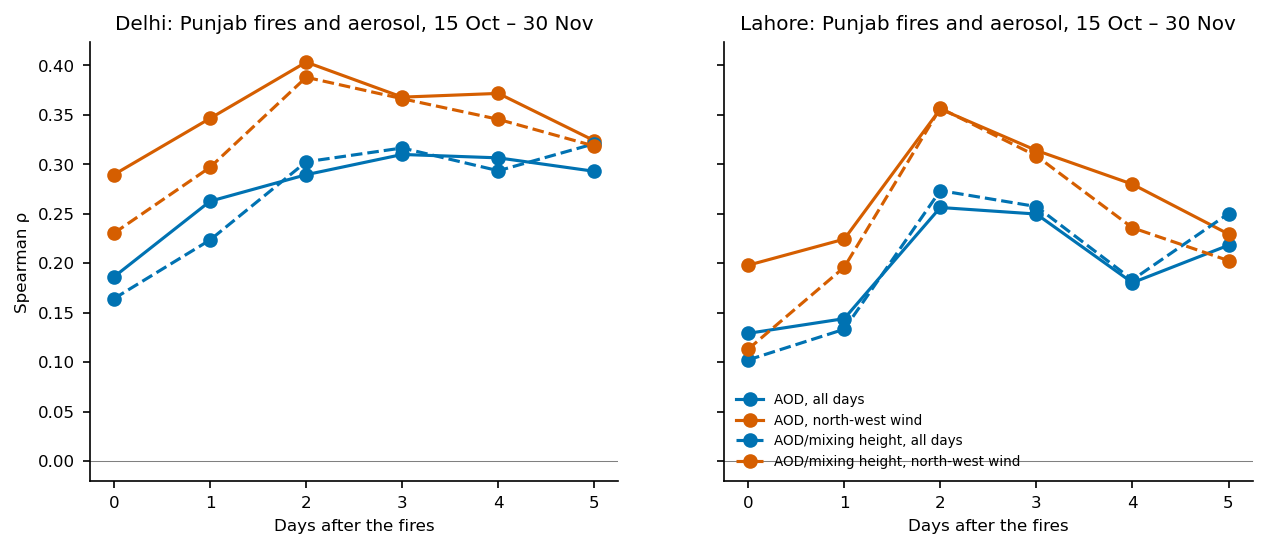 Delhi: Punjab fires and aerosol, 15 Oct – 30 Nov
Spearman ρ
0.40
0.35
0.30
0.25
0.20
0.15
0.10
0.05
0.00
0 1 2 3 4 5
Days after the fires
Lahore: Punjab fires and aerosol, 15 Oct – 30 Nov
AOD, all days
AOD, north-west wind
AOD/mixing height, all days
AOD/mixing height, north-west wind
0 1 2 3 4 5
Days after the fires